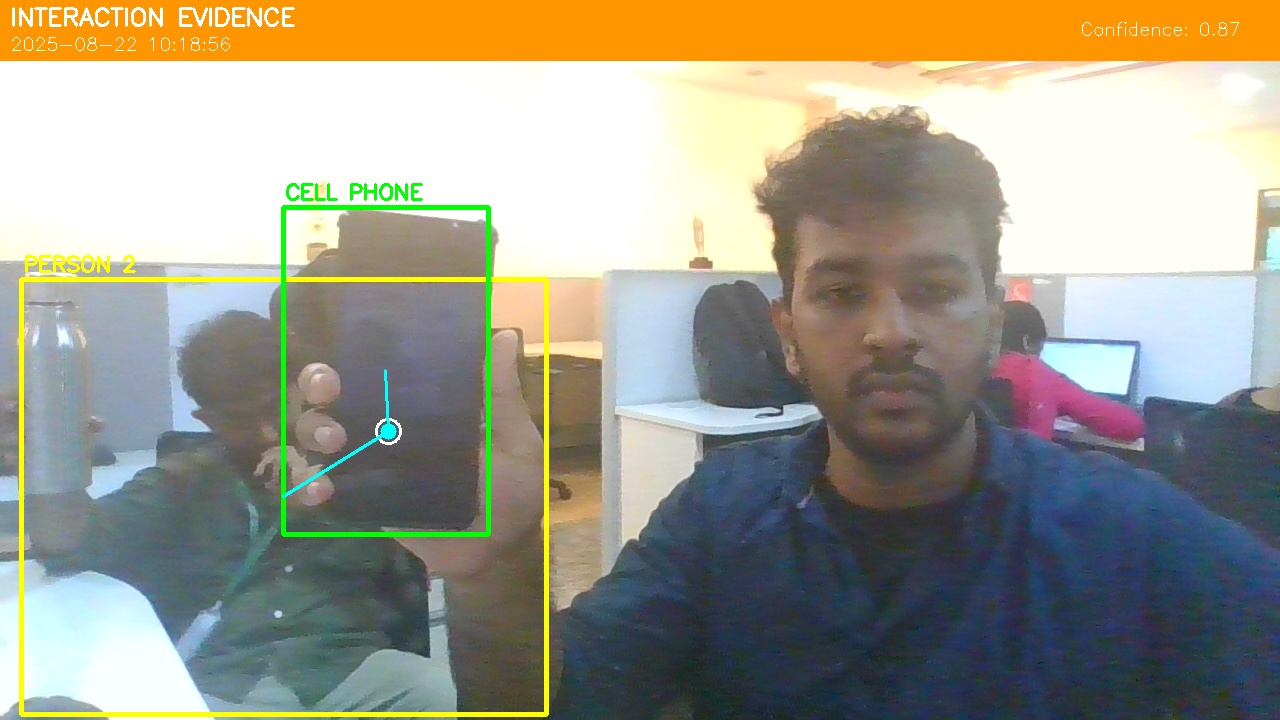 INTERACTION EVIDENCE
2025-08-22 10:18:56
Confidence: 0.87
CELL PHONE
PERSON 2